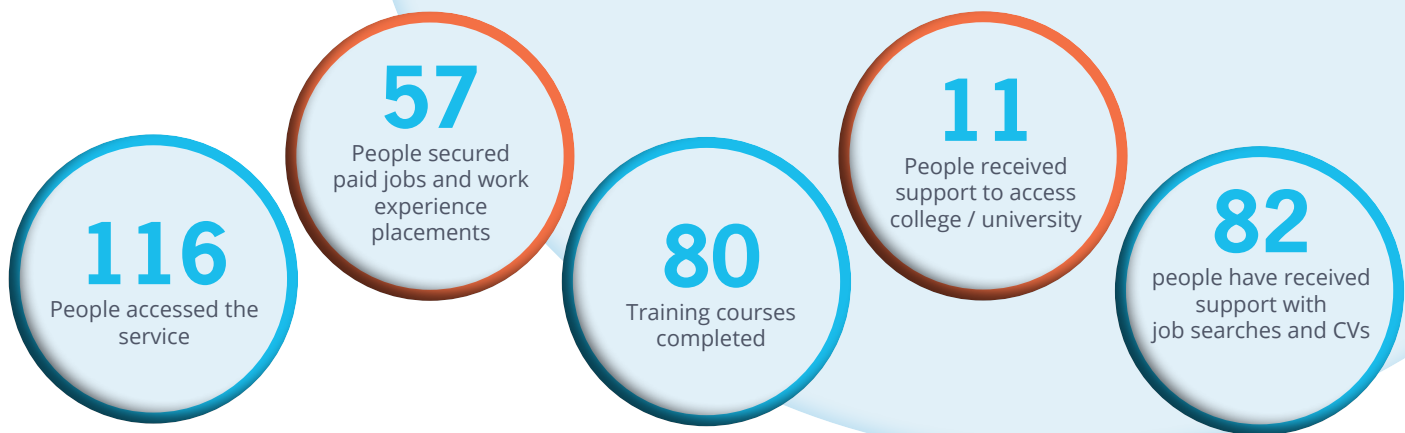 116
People accessed the
service
57
People secured
paid jobs and work
experience
placements
80
Training courses
completed
11
People received
support to access
college / university
82
people have received
support with
job searches and CVs